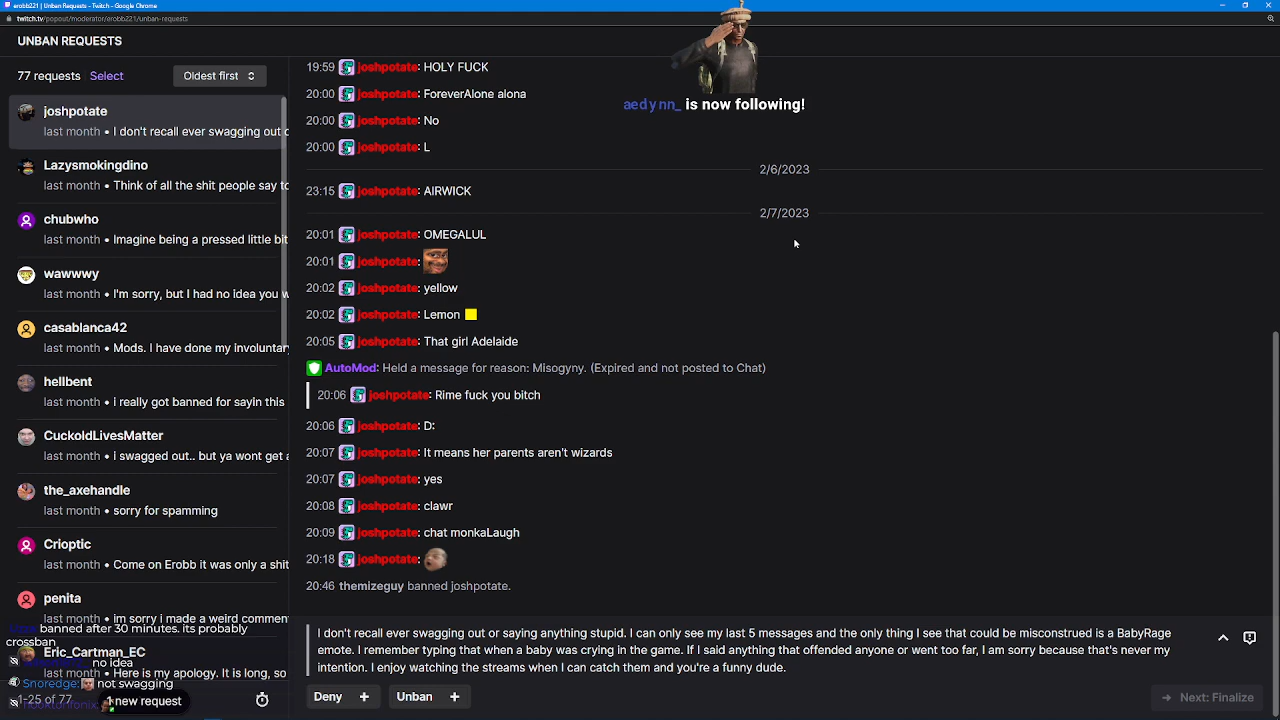 erobb221 | Unban Requests - Twitch - Google Chrome
twitch.tv/popout/moderator/erobb221/unban-requests
UNBAN REQUESTS
77 requests Select Oldest first
joshpotate
last month • I don't recall ever swagging out o
Lazysmokingdino
last month • Think of all the shit people say to
chubwho
last month • Imagine being a pressed little bit
wawwwy
last month • I'm sorry, but I had no idea you w
casablanca42
last month • Mods. I have done my involuntar
hellbent
last month • i really got banned for sayin this
CuckoldLivesMatter
last month • I swagged out.. but ya wont get a
the_axehandle
last month • sorry for spamming
Crioptic
last month • Come on Erobb it was only a shit
penita
last month • Im sorry i made a weird comment
banned after 30 minutes. its probably
crossban
Eric_Cartman_EC
no idea
last month • Here is my apology. It is long, so
Snoredge: not swagging
1-25 of 77
1 new request
aedynn_ is now following!
19:59 joshpotate: HOLY FUCK
20:00 joshpotate: ForeverAlone alona
20:00 joshpotate: No
20:00 joshpotate: L
2/6/2023
23:15 joshpotate: AIRWICK
2/7/2023
20:01 joshpotate: OMEGALUL
20:01 joshpotate:
20:02 joshpotate: yellow
20:02 joshpotate: Lemon
20:05 joshpotate: That girl Adelaide
AutoMod: Held a message for reason: Misogyny. (Expired and not posted to Chat)
20:06 joshpotate: Rime fuck you bitch
20:06 joshpotate: D:
20:07 joshpotate: It means her parents aren't wizards
20:07 joshpotate: yes
20:08 joshpotate: clawr
20:09 joshpotate: chat monkaLaugh
20:18 joshpotate:
20:46 themizeguy banned joshpotate.
I don't recall ever swagging out or saying anything stupid. I can only see my last 5 messages and the only thing I see that could be misconstrued is a BabyRage
emote. I remember typing that when a baby was crying in the game. If I said anything that offended anyone or went too far, I am sorry because that's never my
intention. I enjoy watching the streams when I can catch them and you're a funny dude.
Deny + Unban + → Next: Finalize